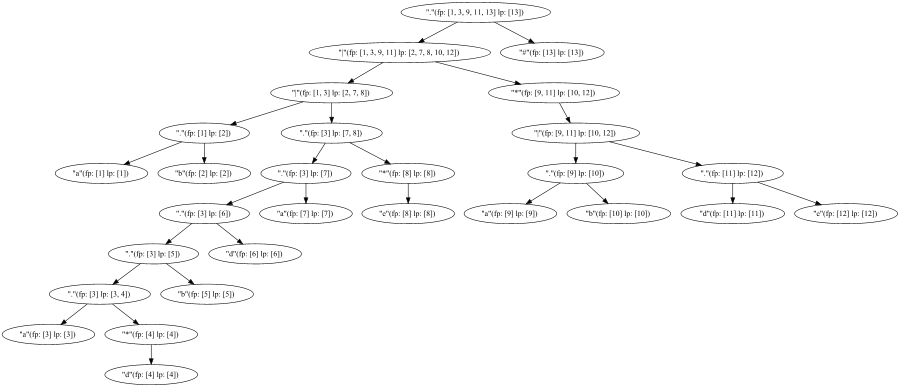 "."(fp: [1, 3, 9, 11, 13] lp: [13])
"|"(fp: [1, 3, 9, 11] lp: [2, 7, 8, 10, 12])
"#"(fp: [13] lp: [13])
"|"(fp: [1, 3] lp: [2, 7, 8])
"*"(fp: [9, 11] lp: [10, 12])
"."(fp: [1] lp: [2])
"."(fp: [3] lp: [7, 8])
"|"(fp: [9, 11] lp: [10, 12])
"a"(fp: [1] lp: [1])
"b"(fp: [2] lp: [2])
"."(fp: [3] lp: [7])
"*"(fp: [8] lp: [8])
"."(fp: [9] lp: [10])
"."(fp: [11] lp: [12])
"."(fp: [3] lp: [6])
"a"(fp: [7] lp: [7])
"c"(fp: [8] lp: [8])
"a"(fp: [9] lp: [9])
"b"(fp: [10] lp: [10])
"d"(fp: [11] lp: [11])
"c"(fp: [12] lp: [12])
"."(fp: [3] lp: [5])
"d"(fp: [6] lp: [6])
"."(fp: [3] lp: [3, 4])
"b"(fp: [5] lp: [5])
"a"(fp: [3] lp: [3])
"*"(fp: [4] lp: [4])
"d"(fp: [4] lp: [4])